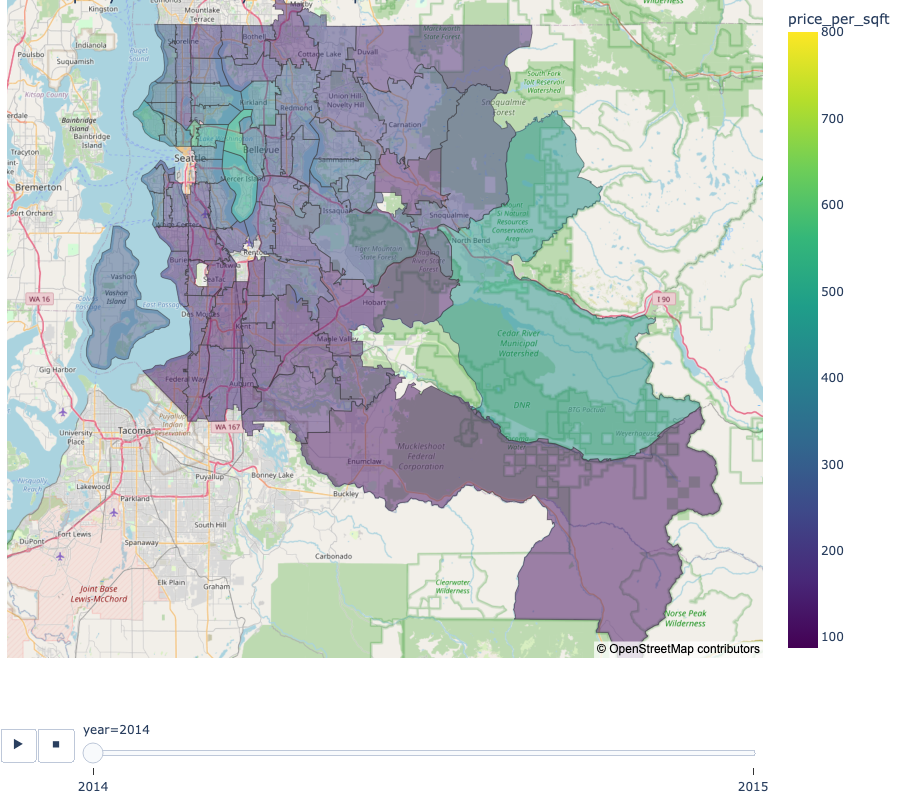 price_per_sqft
800
700
600
500
400
300
200
100
Kingston
Edmonds
Mountlake
Terrace
Indianola
Poulsbo
Suquamish
Puget
Sound
Shoreline
Bothell
Cottage Lake
Duvall
Wilderness
South Fork
Tolt Reservoir
Watershed
Kitsap County
Bainbridge
Island
Bainbridge
Island
Tracyton
Bremerton
Port Orchard
Seattle
Kirkland
Redmond
Union Hill-
Novelty Hill
Carnation
Snoqualmie
Forest
Bellevue
Sammamish
Mercer Island
Issaquah
Snoqualmie
Mount
Si Natural
Resources
Conservation
Area
North Bend
Tiger Mountain
State Forest
Renton
Burien
Tukwila
SeaTac
Vashon
Vashon
Island
East Passage
WA 16
Des Moines
Kent
Hobart
Maple Valley
I 90
Cedar River
Municipal
Watershed
DNR
Gig Harbor
Federal Way
Auburn
Puyallup
Indian
Reservation
University
Place
Tacoma
WA 167
Muckleshoot
Federal
Corporation
Enumclaw
Lakewood
Puyallup
Bonney Lake
Buckley
Parkland
DuPont
Fort Lewis
South Hill
Spanaway
Carbonado
Elk Plain
Graham
Joint Base
Lewis-McChord
Clearwater
Wilderness
Norse Peak
Wilderness
© OpenStreetMap contributors
year=2014
2014
2015